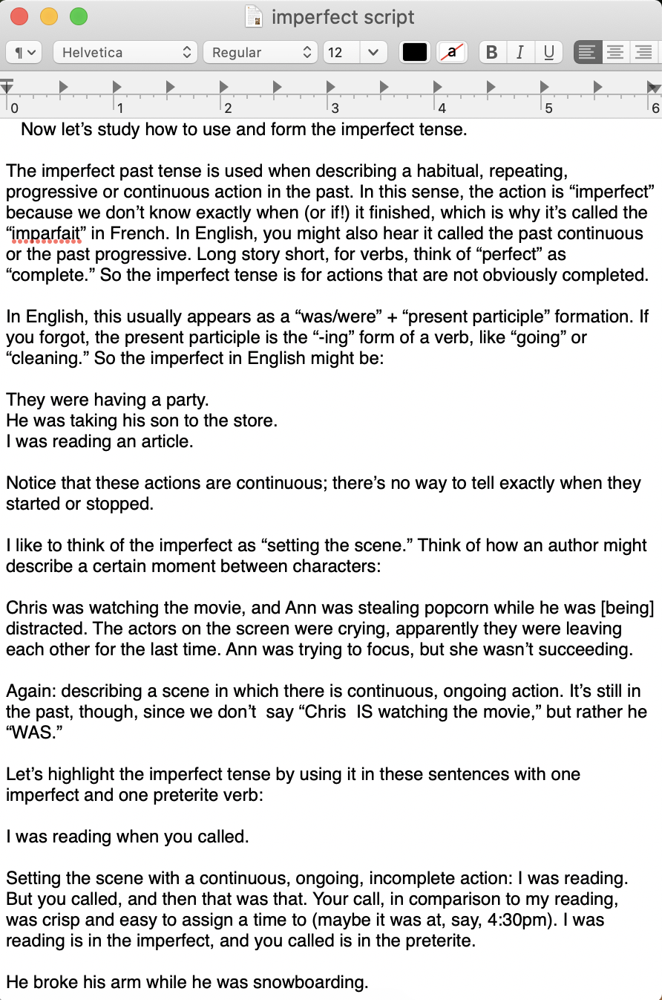 imperfect script
¶ Helvetica Regular 12 a B I U
0 1 2 3 4 5 6
Now let’s study how to use and form the imperfect tense.
The imperfect past tense is used when describing a habitual, repeating,
progressive or continuous action in the past. In this sense, the action is “imperfect”
because we don’t know exactly when (or if!) it finished, which is why it’s called the
“imparfait” in French. In English, you might also hear it called the past continuous
or the past progressive. Long story short, for verbs, think of “perfect” as
“complete.” So the imperfect tense is for actions that are not obviously completed.
In English, this usually appears as a “was/were” + “present participle” formation. If
you forgot, the present participle is the “-ing” form of a verb, like “going” or
“cleaning.” So the imperfect in English might be:
They were having a party.
He was taking his son to the store.
I was reading an article.
Notice that these actions are continuous; there’s no way to tell exactly when they
started or stopped.
I like to think of the imperfect as “setting the scene.” Think of how an author might
describe a certain moment between characters:
Chris was watching the movie, and Ann was stealing popcorn while he was [being]
distracted. The actors on the screen were crying, apparently they were leaving
each other for the last time. Ann was trying to focus, but she wasn’t succeeding.
Again: describing a scene in which there is continuous, ongoing action. It’s still in
the past, though, since we don’t  say “Chris  IS watching the movie,” but rather he
“WAS.”
Let’s highlight the imperfect tense by using it in these sentences with one
imperfect and one preterite verb:
I was reading when you called.
Setting the scene with a continuous, ongoing, incomplete action: I was reading.
But you called, and then that was that. Your call, in comparison to my reading,
was crisp and easy to assign a time to (maybe it was at, say, 4:30pm). I was
reading is in the imperfect, and you called is in the preterite.
He broke his arm while he was snowboarding.